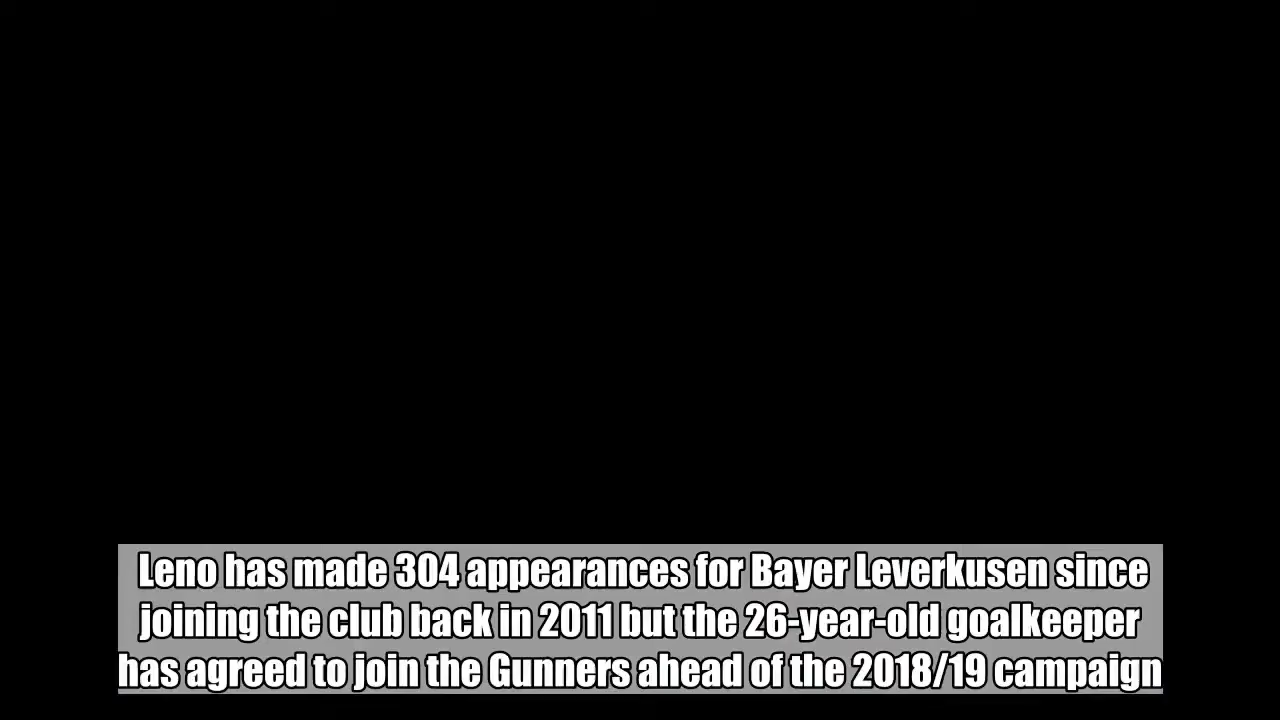 Leno has made 304 appearances for Bayer Leverkusen since
joining the club back in 2011 but the 26-year-old goalkeeper
has agreed to join the Gunners ahead of the 2018/19 campaign